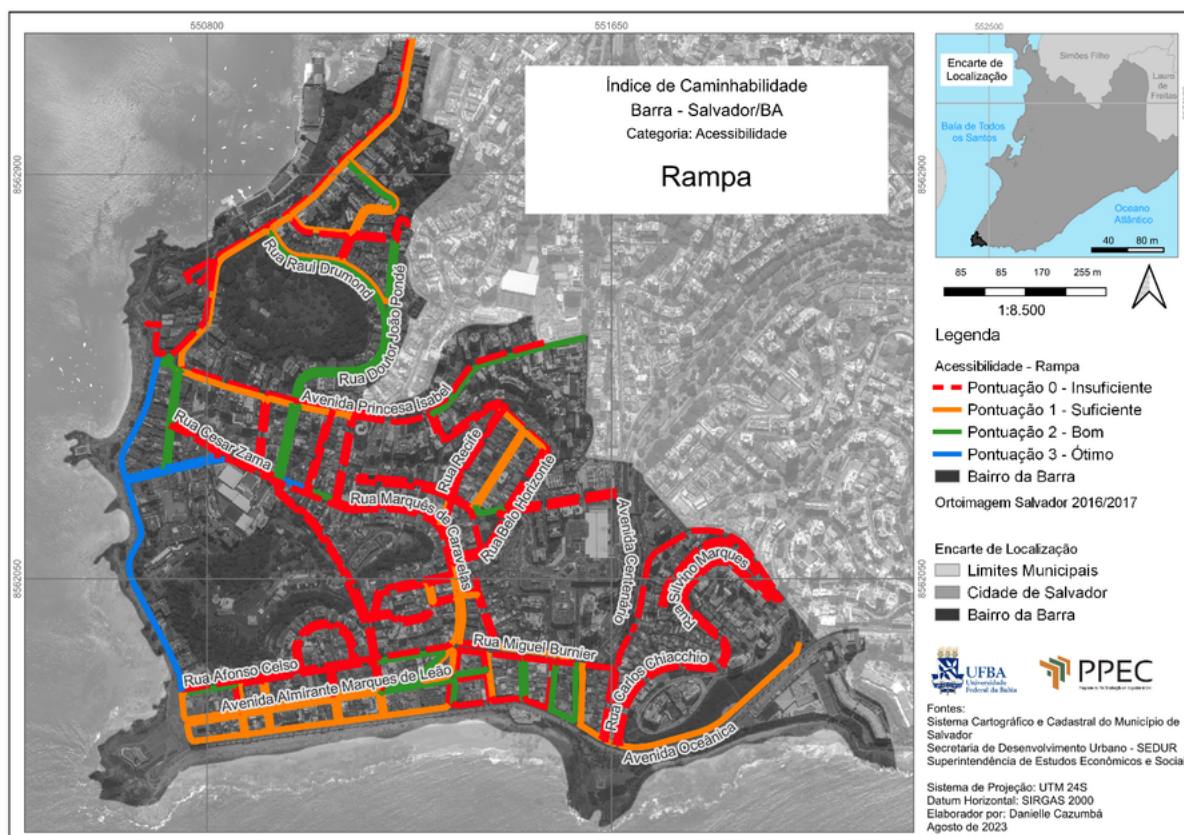 550800
551650
8562900
8562050
Índice de Caminhabilidade
Barra - Salvador/BA
Categoria: Acessibilidade
Rampa
Rua Raul Drumond
Rua Doutor João Pondé
Avenida Princesa Isabel
Rua Cesar Zama
Rua Recife
Rua Belo Horizonte
Rua Marquês de Caravelas
Avenida Centenário
Rua Silvino Marques
Rua Miguel Burnier
Rua Carlos Chiacchio
Rua Afonso Celso
Avenida Almirante Marques de Leão
Avenida Oceânica
552500
Encarte de
Localização
Simões Filho
Lauro
de
Freitas
Baía de Todos
os Santos
Oceano
Atlântico
40 80 m
85 85 170 255 m
1:8.500
Legenda
Acessibilidade - Rampa
Pontuação 0 - Insuficiente
Pontuação 1 - Suficiente
Pontuação 2 - Bom
Pontuação 3 - Ótimo
Bairro da Barra
Ortoimagem Salvador 2016/2017
Encarte de Localização
Limites Municipais
Cidade de Salvador
Bairro da Barra
UFBA
Universidade
Federal da Bahia
PPEC
Fontes:
Sistema Cartográfico e Cadastral do Município de
Salvador
Secretaria de Desenvolvimento Urbano - SEDUR
Superintendência de Estudos Econômicos e Sociai
Sistema de Projeção: UTM 24S
Datum Horizontal: SIRGAS 2000
Elaborador por: Danielle Cazumbá
Agosto de 2023